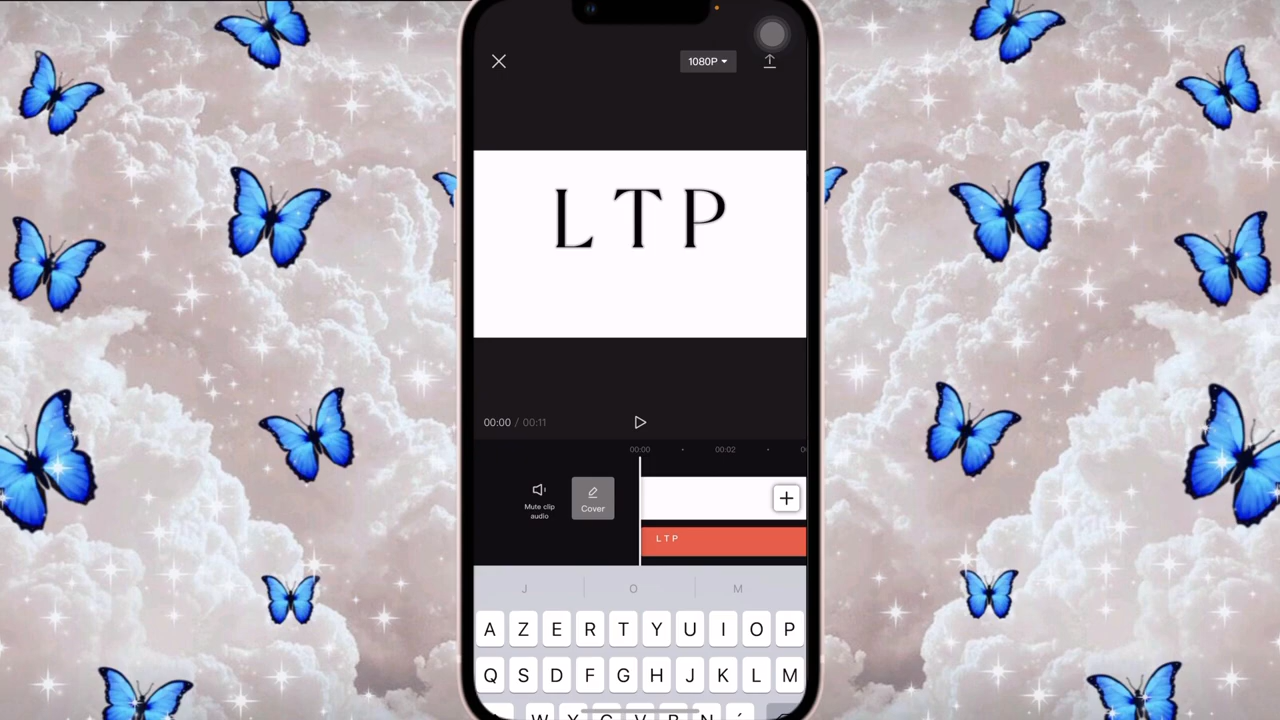 1080P
L T P
00:00 / 00:11
00:00 00:02
Mute clip audio
Cover
L T P
J O M
A Z E R T Y U I O P
Q S D F G H J K L M
W X C V B N ´